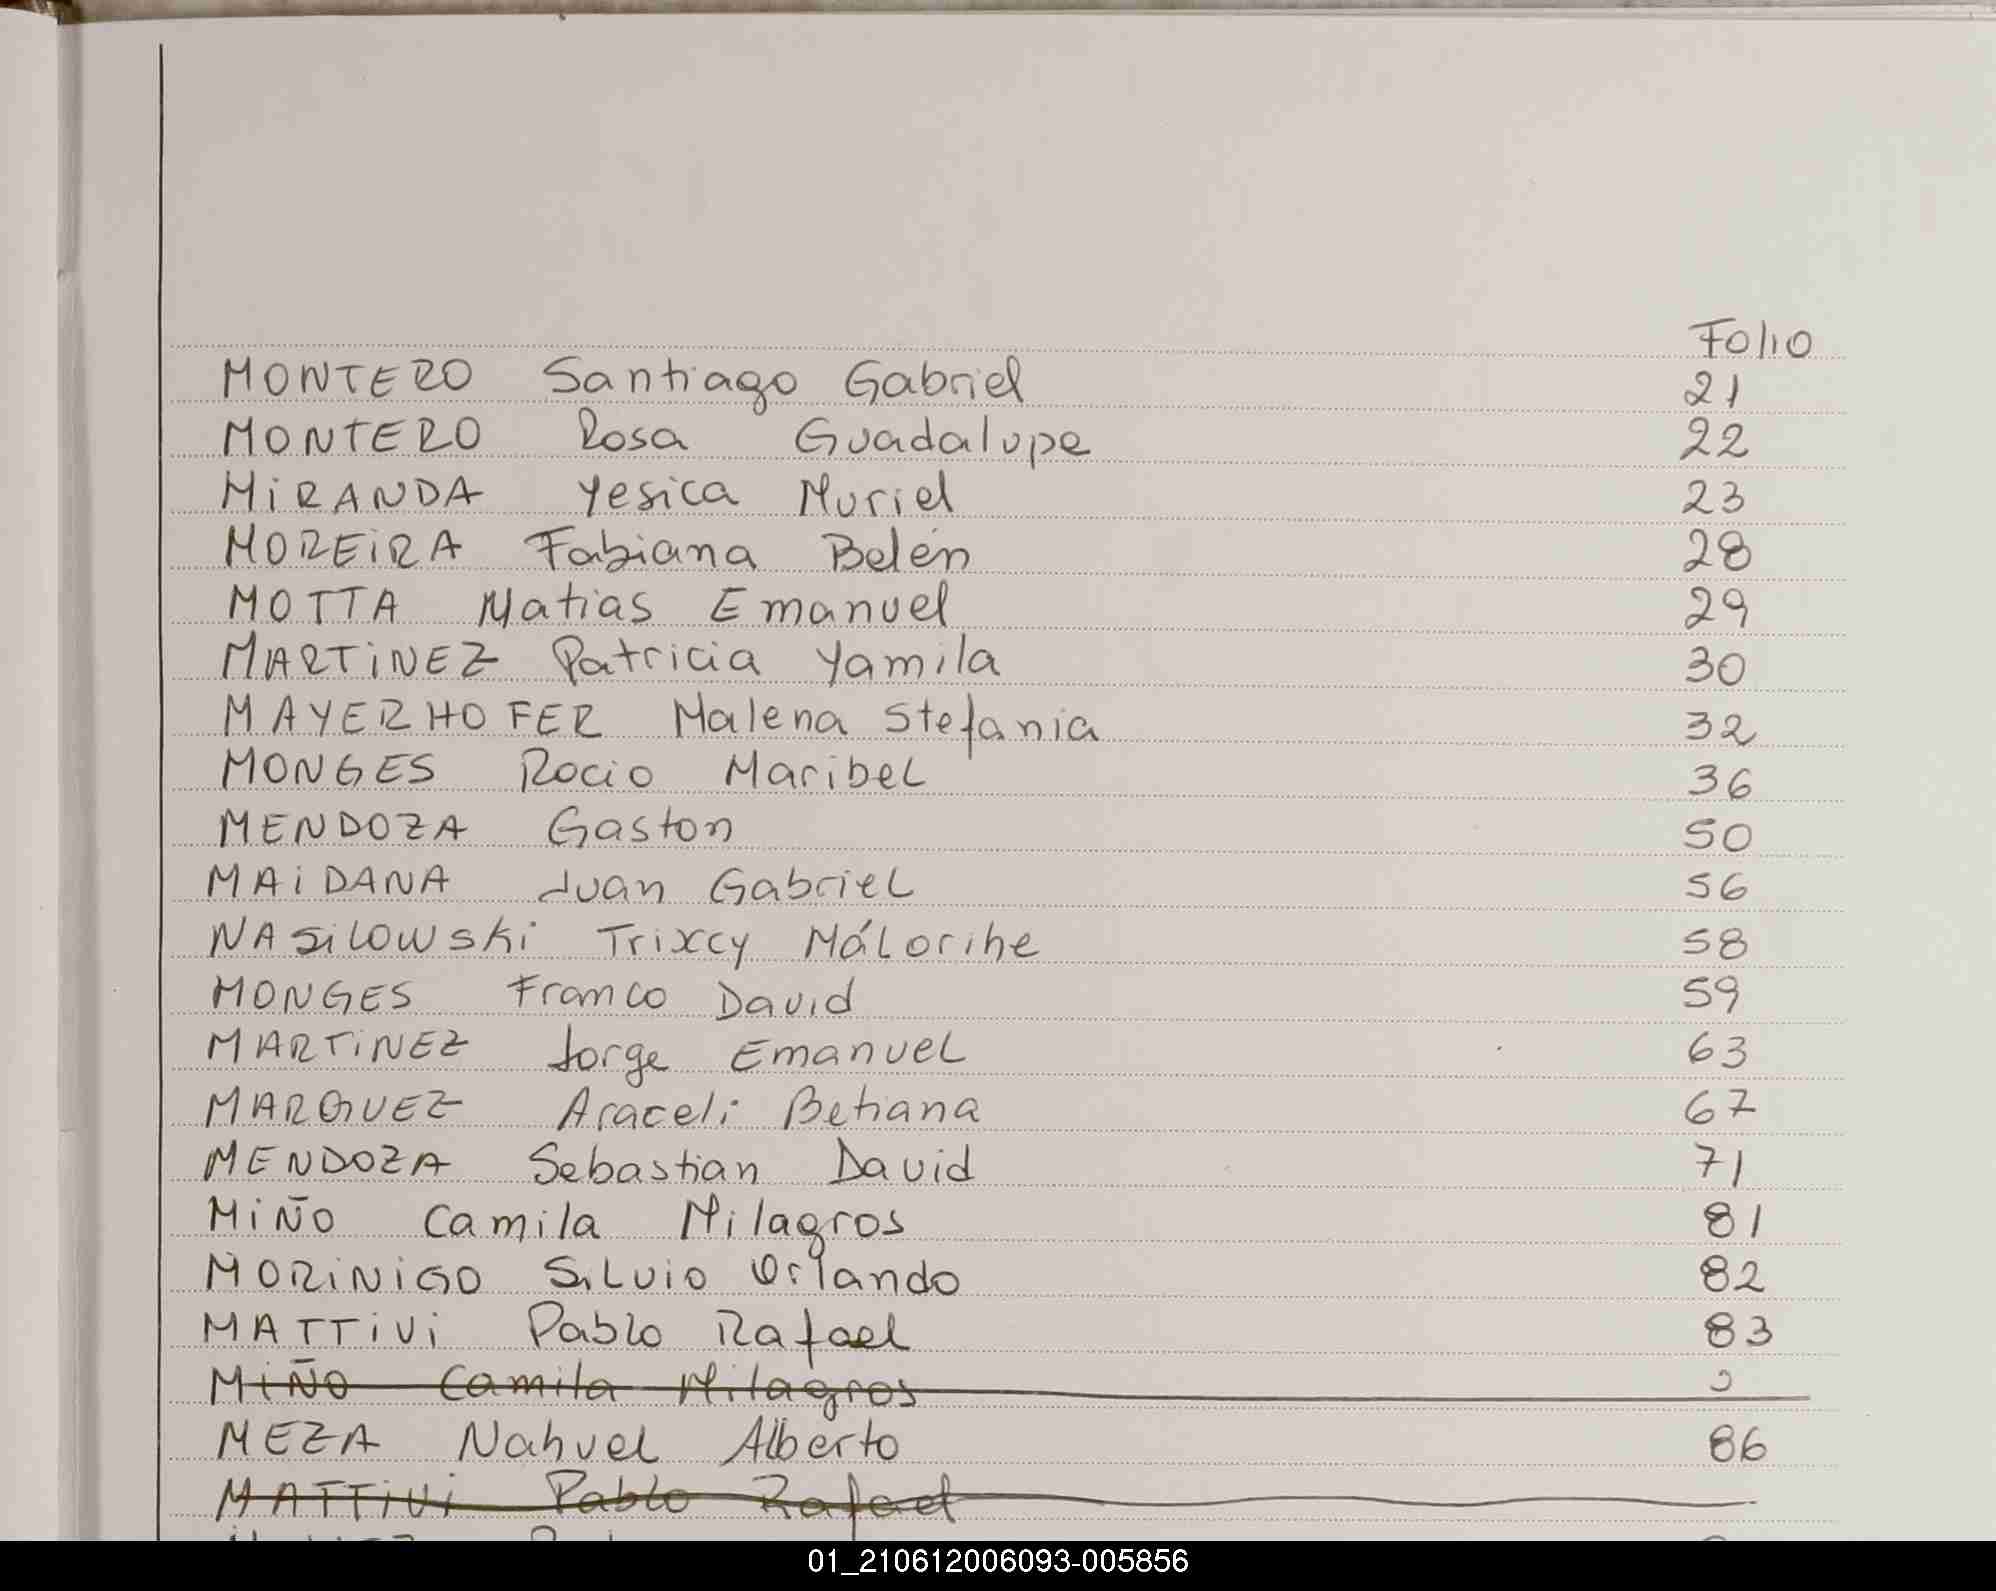 Folio
MONTERO Santiago Gabriel 21
MONTERO Rosa Guadalupe 22
MiRANDA Yesica Muriel 23
MOREiRA Fabiana Belén 28
MOTTA Matias Emanuel 29
MARTiNEZ Patricia Yamila 30
MAYERHOFER Malena Stefania 32
MONGES Rocio Maribel 36
MENDOZA Gaston 50
MAiDANA Juan Gabriel 56
NASilowski Trixcy Málorihe 58
MONGES Franco David 59
MARTiNEZ Jorge Emanuel 63
MARQUEZ Araceli Betiana 67
MENDOZA Sebastian David 71
MiÑO Camila Milagros 81
MORiNiGO Silvio Orlando 82
MATTiVi Pablo Rafael 83
MiÑO Camila Milagros
MEZA Nahuel Alberto 86
MATTiVi Pablo Rafael
01_210612006093-005856